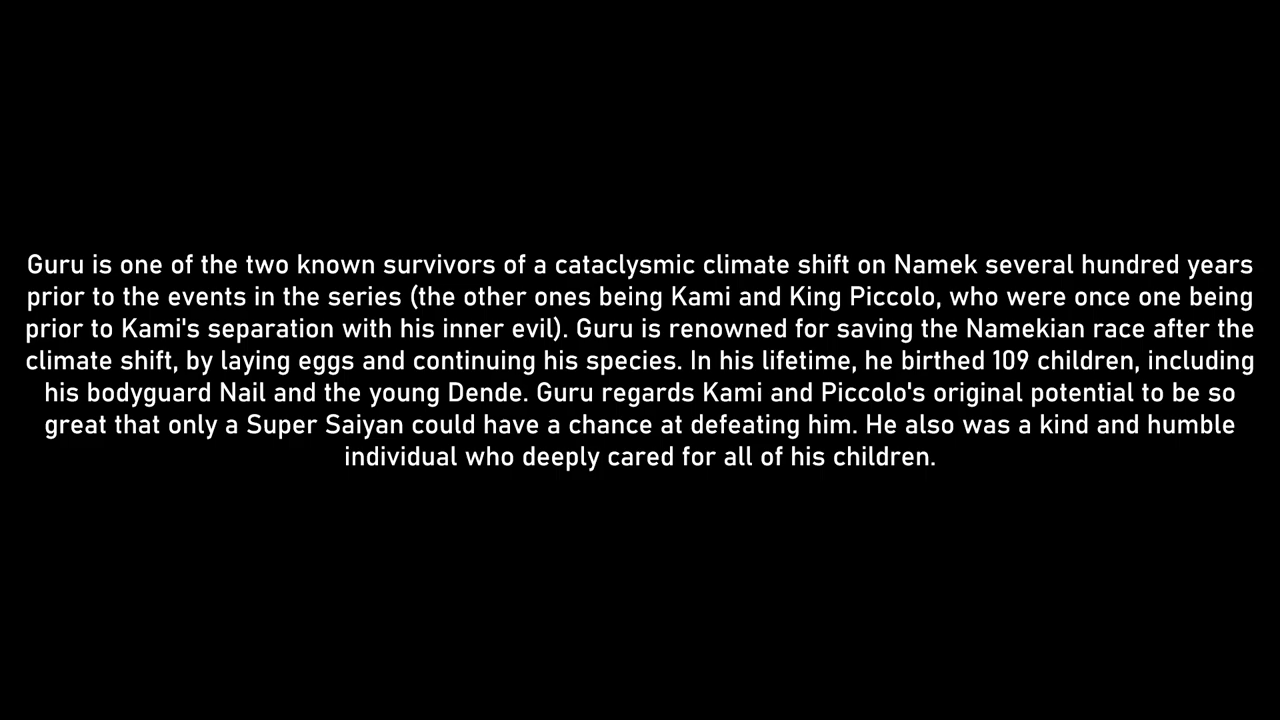 Guru is one of the two known survivors of a cataclysmic climate shift on Namek several hundred years
prior to the events in the series (the other ones being Kami and King Piccolo, who were once one being
prior to Kami's separation with his inner evil). Guru is renowned for saving the Namekian race after the
climate shift, by laying eggs and continuing his species. In his lifetime, he birthed 109 children, including
his bodyguard Nail and the young Dende. Guru regards Kami and Piccolo's original potential to be so
great that only a Super Saiyan could have a chance at defeating him. He also was a kind and humble
individual who deeply cared for all of his children.